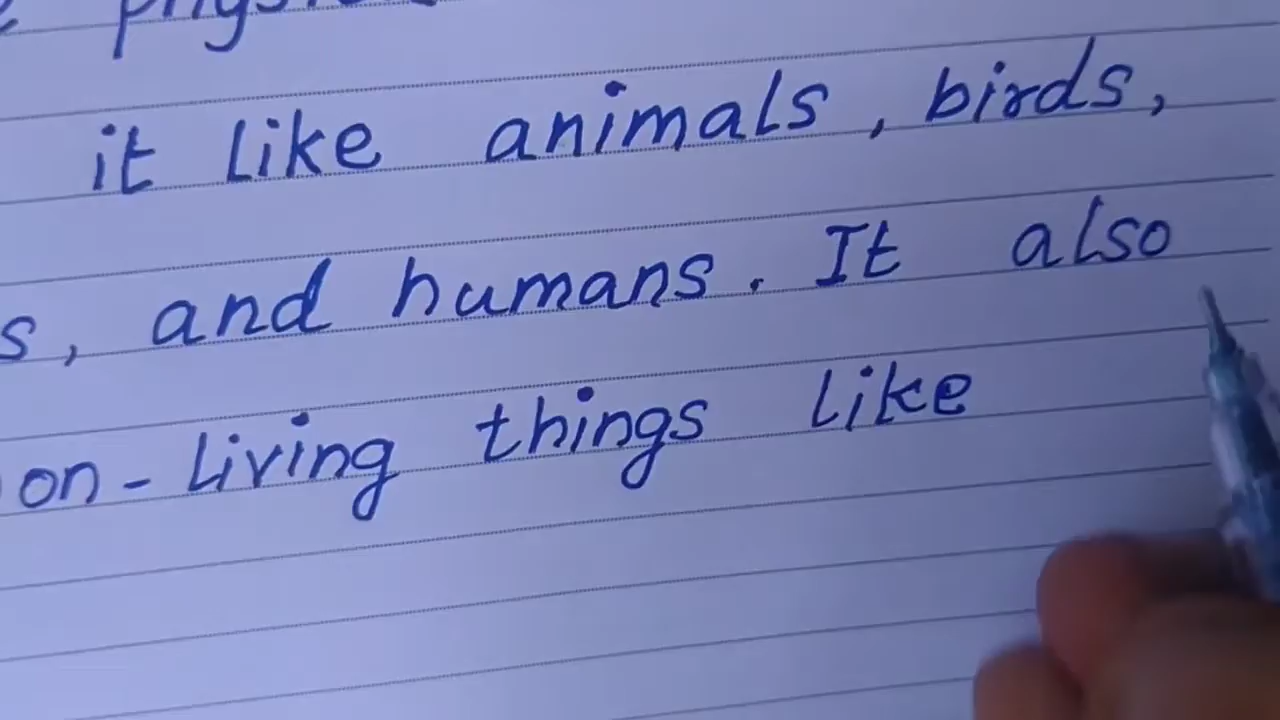 it like animals, birds,
s, and humans. It also
on-living things like